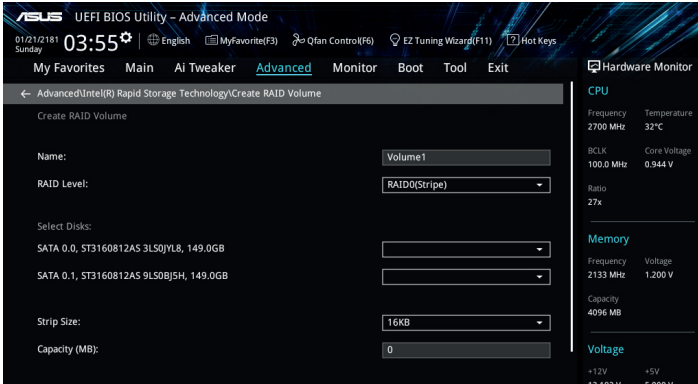 ASUS UEFI BIOS Utility – Advanced Mode
01/21/2181 Sunday 03:55 English MyFavorite(F3) Qfan Control(F6) EZ Tuning Wizard(F11) ? Hot Keys
My Favorites Main Ai Tweaker Advanced Monitor Boot Tool Exit
Hardware Monitor
← Advanced\Intel(R) Rapid Storage Technology\Create RAID Volume
Create RAID Volume
Name: Volume1
RAID Level: RAID0(Stripe)
Select Disks:
SATA 0.0, ST3160812AS 3LS0JYL8, 149.0GB
SATA 0.1, ST3160812AS 9LS0BJ5H, 149.0GB
Strip Size: 16KB
Capacity (MB): 0
CPU
Frequency Temperature
2700 MHz 32°C
BCLK Core Voltage
100.0 MHz 0.944 V
Ratio
27x
Memory
Frequency Voltage
2133 MHz 1.200 V
Capacity
4096 MB
Voltage
+12V +5V